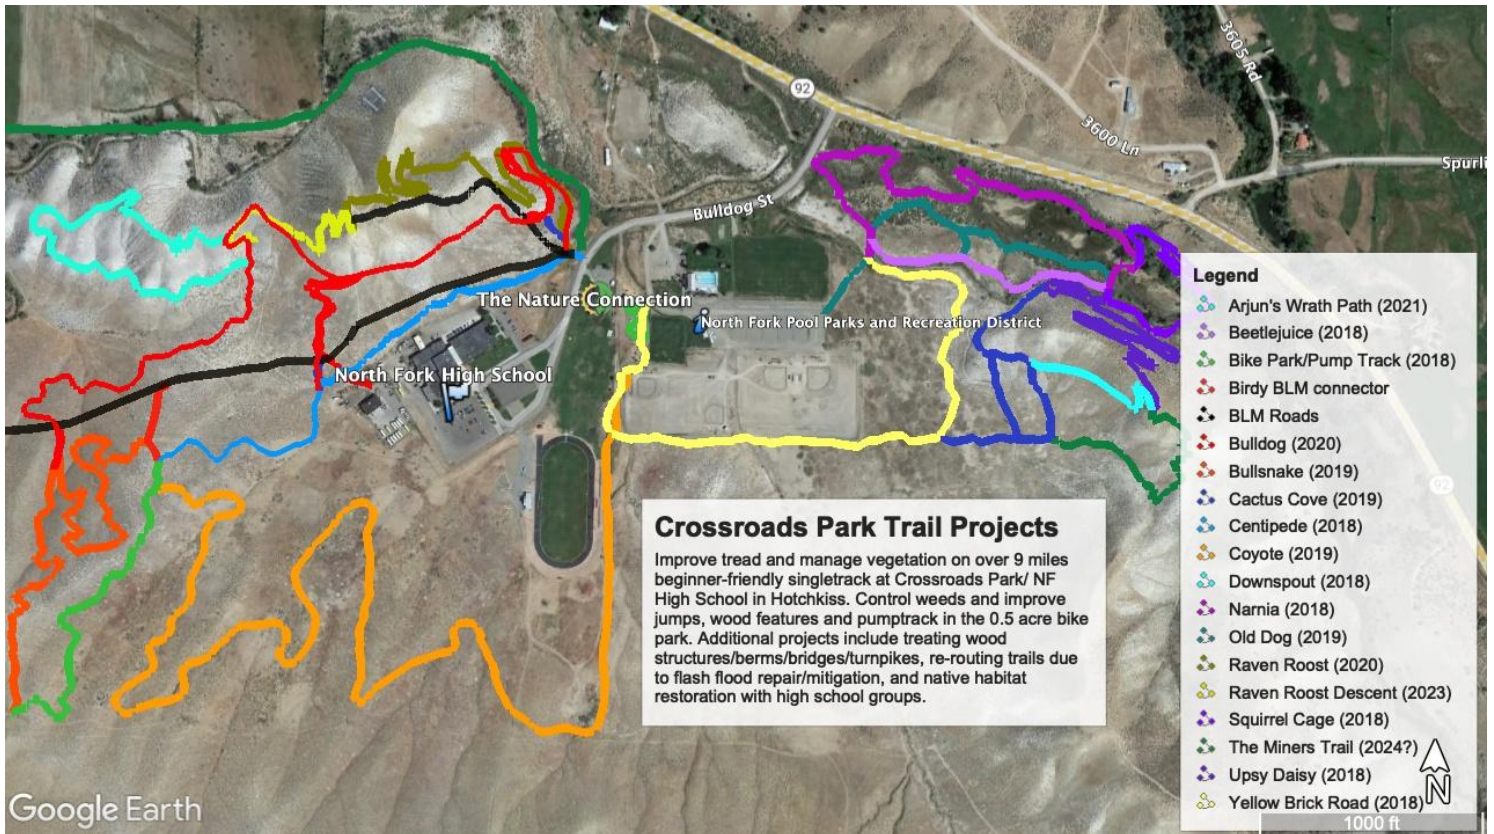 92
3605 Rd
3600 Ln
Spurli
Bulldog St
The Nature Connection
North Fork Pool Parks and Recreation District
North Fork High School
Legend
Arjun's Wrath Path (2021)
Beetlejuice (2018)
Bike Park/Pump Track (2018)
Birdy BLM connector
BLM Roads
Bulldog (2020)
Bullsnake (2019)
Cactus Cove (2019)
Centipede (2018)
Coyote (2019)
Downspout (2018)
Narnia (2018)
Old Dog (2019)
Raven Roost (2020)
Raven Roost Descent (2023)
Squirrel Cage (2018)
The Miners Trail (2024?)
Upsy Daisy (2018)
Yellow Brick Road (2018)
N
1000 ft
92
Crossroads Park Trail Projects
Improve tread and manage vegetation on over 9 miles
beginner-friendly singletrack at Crossroads Park/ NF
High School in Hotchkiss. Control weeds and improve
jumps, wood features and pumptrack in the 0.5 acre bike
park. Additional projects include treating wood
structures/berms/bridges/turnpikes, re-routing trails due
to flash flood repair/mitigation, and native habitat
restoration with high school groups.
Google Earth